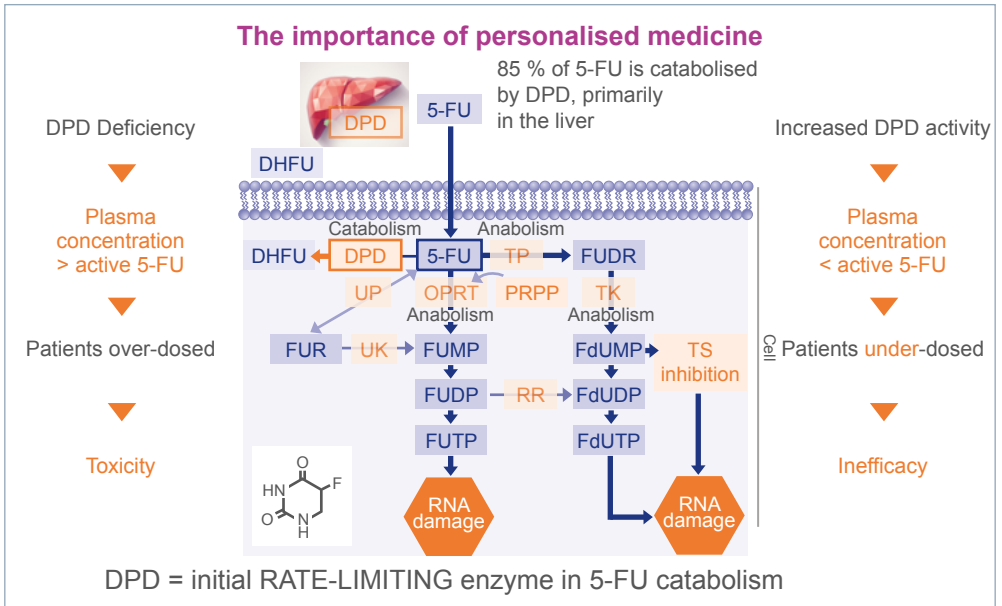 The importance of personalised medicine
85 % of 5-FU is catabolised
by DPD, primarily
in the liver
DPD
5-FU
DHFU
DPD Deficiency
Plasma
concentration
> active 5-FU
Patients over-dosed
Toxicity
Increased DPD activity
Plasma
concentration
< active 5-FU
Patients under-dosed
Inefficacy
Catabolism
Anabolism
DHFU
DPD
5-FU
TP
FUDR
UP
OPRT
PRPP
TK
Anabolism
Anabolism
FUR
UK
FUMP
FdUMP
TS
inhibition
FUDP
RR
FdUDP
FUTP
FdUTP
RNA
damage
RNA
damage
Cell
O
F
HN
O
N
H
DPD = initial RATE-LIMITING enzyme in 5-FU catabolism